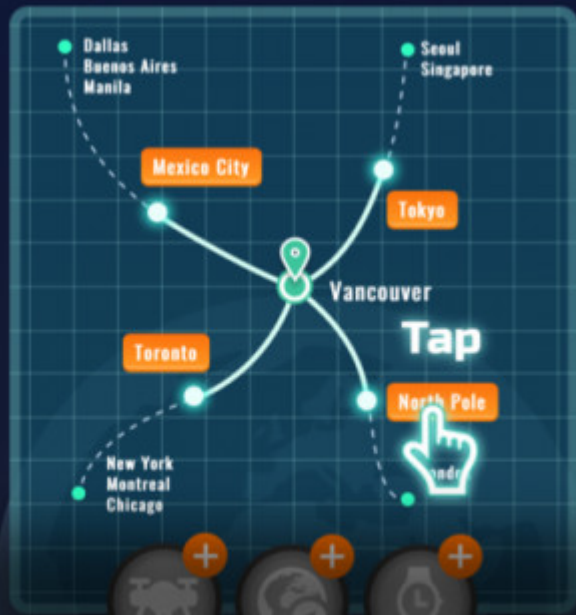 Dallas
Buenos Aires
Manila
Seoul
Singapore
Mexico City
Tokyo
Vancouver
Tap
Toronto
North Pole
New York
Montreal
Chicago